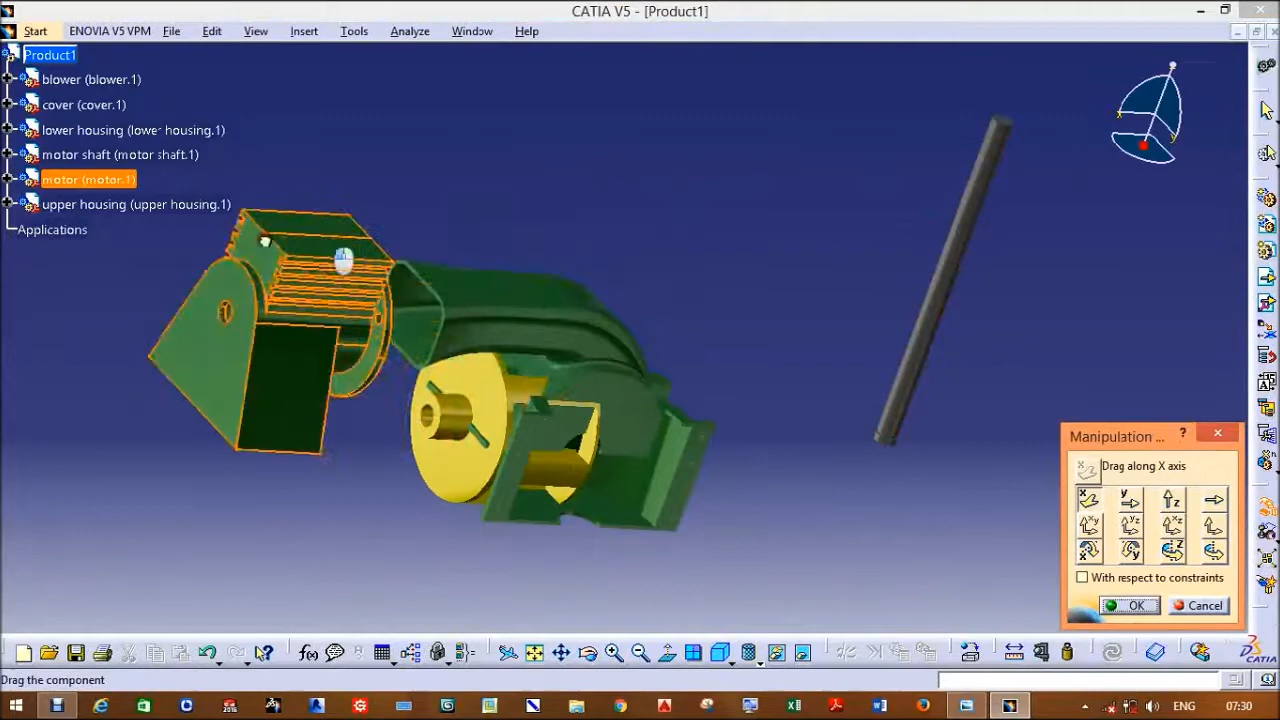 CATIA V5 - [Product1]
Start ENOVIA V5 VPM File Edit View Insert Tools Analyze Window Help
Product1
blower (blower.1)
cover (cover.1)
lower housing (lower housing.1)
motor shaft (motor shaft.1)
motor (motor.1)
upper housing (upper housing.1)
Applications
Manipulation ... ?
Drag along X axis
With respect to constraints
OK Cancel
Drag the component
ENG 07:30